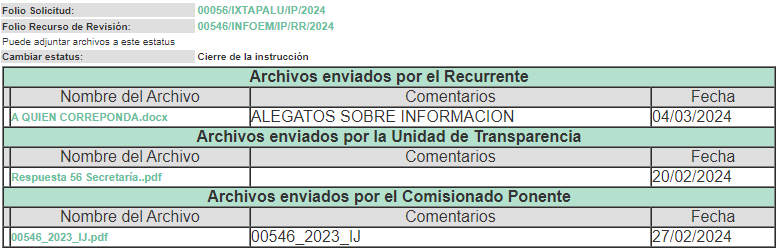 Folio Solicitud: 00056/IXTAPALU/IP/2024
Folio Recurso de Revisión: 00546/INFOEM/IP/RR/2024
Puede adjuntar archivos a este estatus
Cambiar estatus: Cierre de la instrucción
Archivos enviados por el Recurrente
Nombre del Archivo Comentarios Fecha
A QUIEN CORREPONDA.docx ALEGATOS SOBRE INFORMACION 04/03/2024
Archivos enviados por la Unidad de Transparencia
Nombre del Archivo Comentarios Fecha
Respuesta 56 Secretaría..pdf 20/02/2024
Archivos enviados por el Comisionado Ponente
Nombre del Archivo Comentarios Fecha
00546_2023_IJ.pdf 00546_2023_IJ 27/02/2024